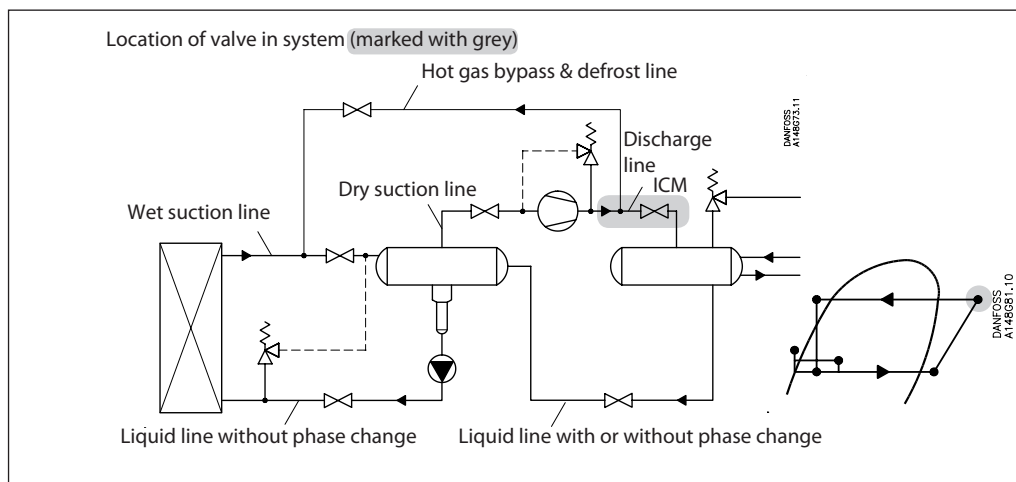 Location of valve in system (marked with grey)
Hot gas bypass & defrost line
DANFOSS
A148G73.11
Discharge
line
ICM
Dry suction line
Wet suction line
DANFOSS
A148G81.10
Liquid line without phase change
Liquid line with or without phase change